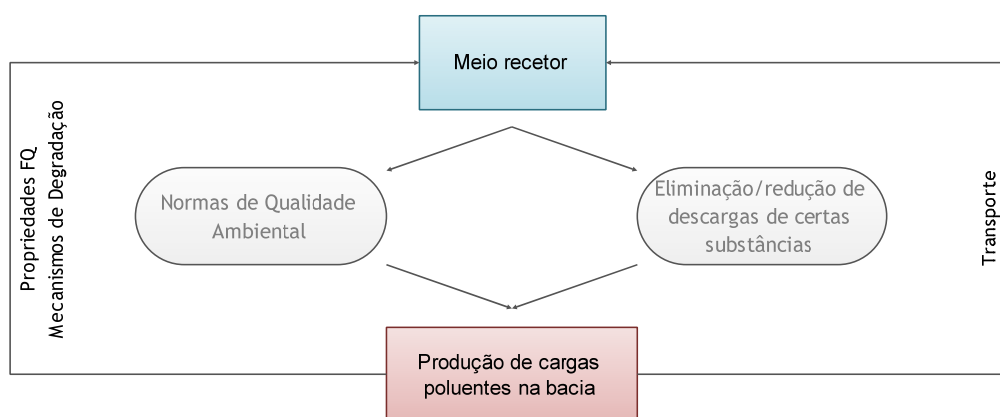 Meio recetor
Propriedades FQ
Mecanismos de Degradação
Normas de Qualidade
Ambiental
Eliminação/redução de
descargas de certas
substâncias
Transporte
Produção de cargas
poluentes na bacia